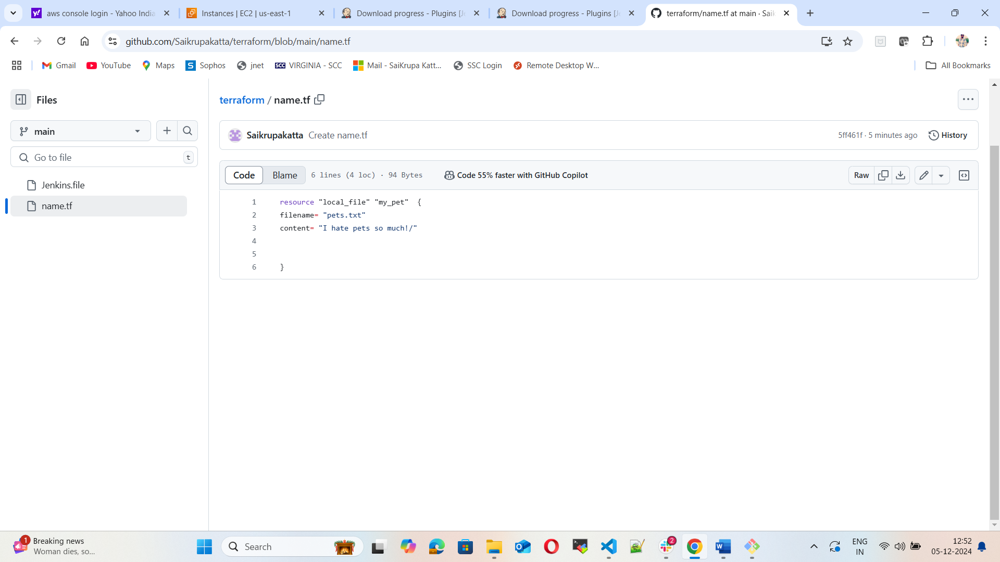 aws console login - Yahoo India
Instances | EC2 | us-east-1
Download progress - Plugins [Je
Download progress - Plugins [Je
terraform/name.tf at main · Saik
github.com/Saikrupakatta/terraform/blob/main/name.tf
Gmail
YouTube
Maps
Sophos
jnet
SCC VIRGINIA - SCC
Mail - SaiKrupa Katt...
SSC Login
Remote Desktop W...
All Bookmarks
Files
main
Go to file
t
Jenkins.file
name.tf
terraform / name.tf
Saikrupakatta Create name.tf
5ff461f · 5 minutes ago
History
Code
Blame
6 lines (4 loc) · 94 Bytes
Code 55% faster with GitHub Copilot
Raw
1 resource "local_file" "my_pet"  {
2 filename= "pets.txt"
3 content= "I hate pets so much!/"
4
5
6 }
1
Breaking news
Woman dies, so...
Search
2
ENG
IN
12:52
05-12-2024